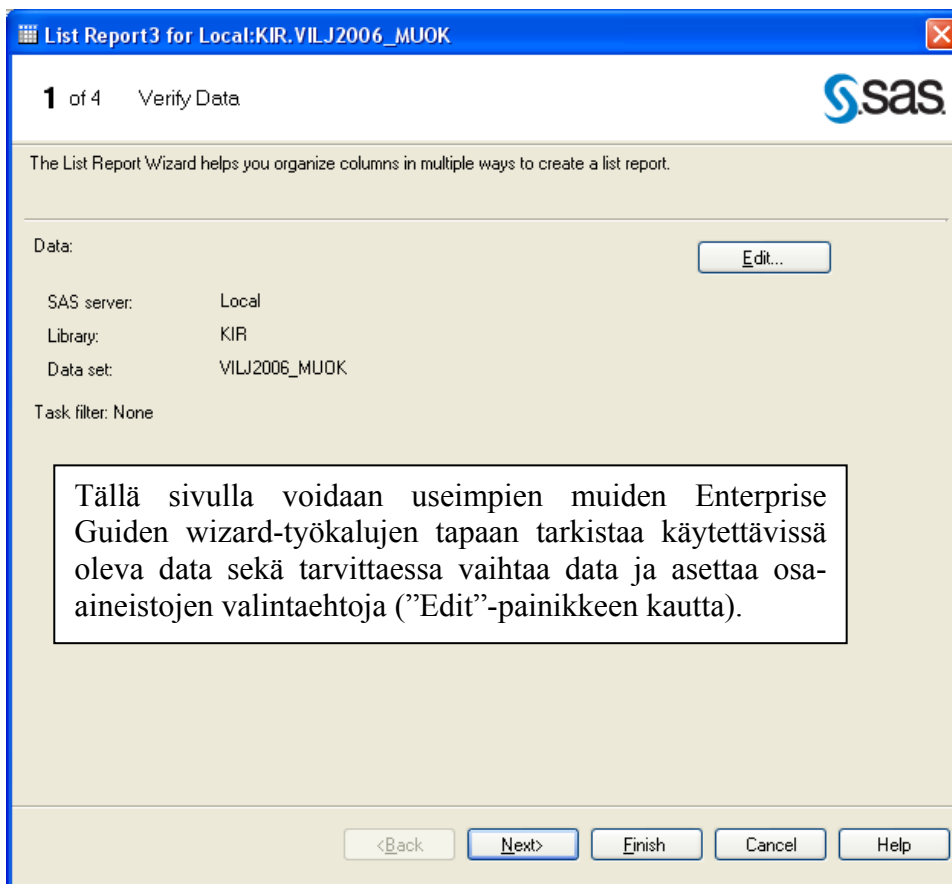 List Report3 for Local:KIR.VILJ2006_MUOK
1 of 4 Verify Data
sas
The List Report Wizard helps you organize columns in multiple ways to create a list report.
Data:
Edit...
SAS server: Local
Library: KIR
Data set: VILJ2006_MUOK
Task filter: None
Tällä sivulla voidaan useimpien muiden Enterprise
Guiden wizard-työkalujen tapaan tarkistaa käytettävissä
oleva data sekä tarvittaessa vaihtaa data ja asettaa osa-
aineistojen valintaehtoja (”Edit”-painikkeen kautta).
<Back Next> Finish Cancel Help